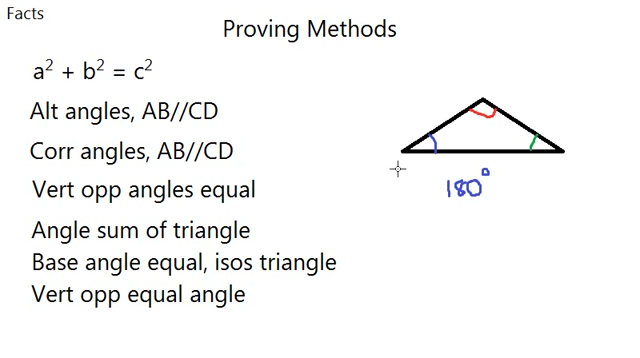 Facts
Proving Methods
a² + b² = c²
Alt angles, AB//CD
Corr angles, AB//CD
Vert opp angles equal
180°
Angle sum of triangle
Base angle equal, isos triangle
Vert opp equal angle